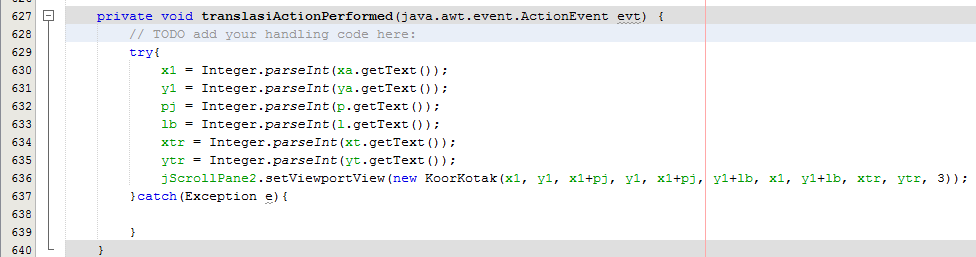 627 private void translasiActionPerformed(java.awt.event.ActionEvent evt) {
628 // TODO add your handling code here:
629 try{
630 x1 = Integer.parseInt(xa.getText());
631 y1 = Integer.parseInt(ya.getText());
632 pj = Integer.parseInt(p.getText());
633 lb = Integer.parseInt(l.getText());
634 xtr = Integer.parseInt(xt.getText());
635 ytr = Integer.parseInt(yt.getText());
636 jScrollPane2.setViewportView(new KoorKotak(x1, y1, x1+pj, y1, x1+pj, y1+lb, x1, y1+lb, xtr, ytr, 3));
637 }catch(Exception e){
638
639 }
640 }